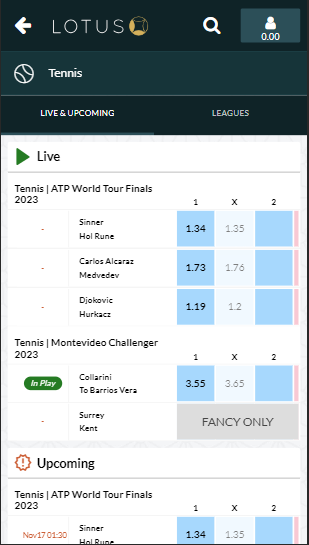 LOTUS
0.00
Tennis
LIVE & UPCOMING
LEAGUES
Live
Tennis | ATP World Tour Finals
2023
1 X 2
-
Sinner
Hol Rune
1.34 1.35
-
Carlos Alcaraz
Medvedev
1.73 1.76
-
Djokovic
Hurkacz
1.19 1.2
Tennis | Montevideo Challenger
2023
1 X 2
In Play
Collarini
To Barrios Vera
3.55 3.65
-
Surrey
Kent
FANCY ONLY
Upcoming
Tennis | ATP World Tour Finals
2023
1 X 2
Nov17 01:30
Sinner
Hol Rune
1.34 1.35